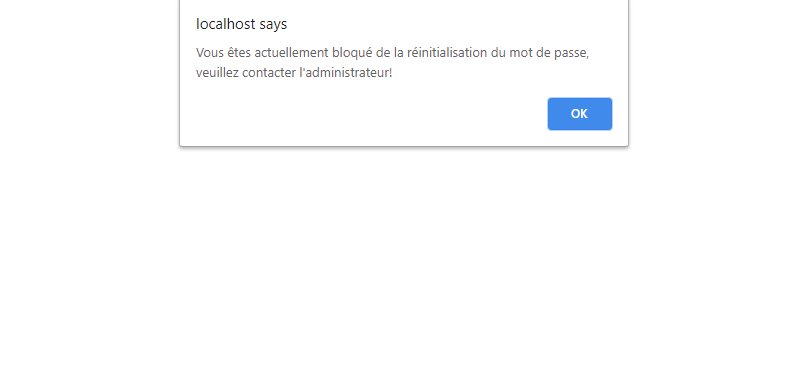 localhost says
Vous êtes actuellement bloqué de la réinitialisation du mot de passe,
veuillez contacter l'administrateur!
OK